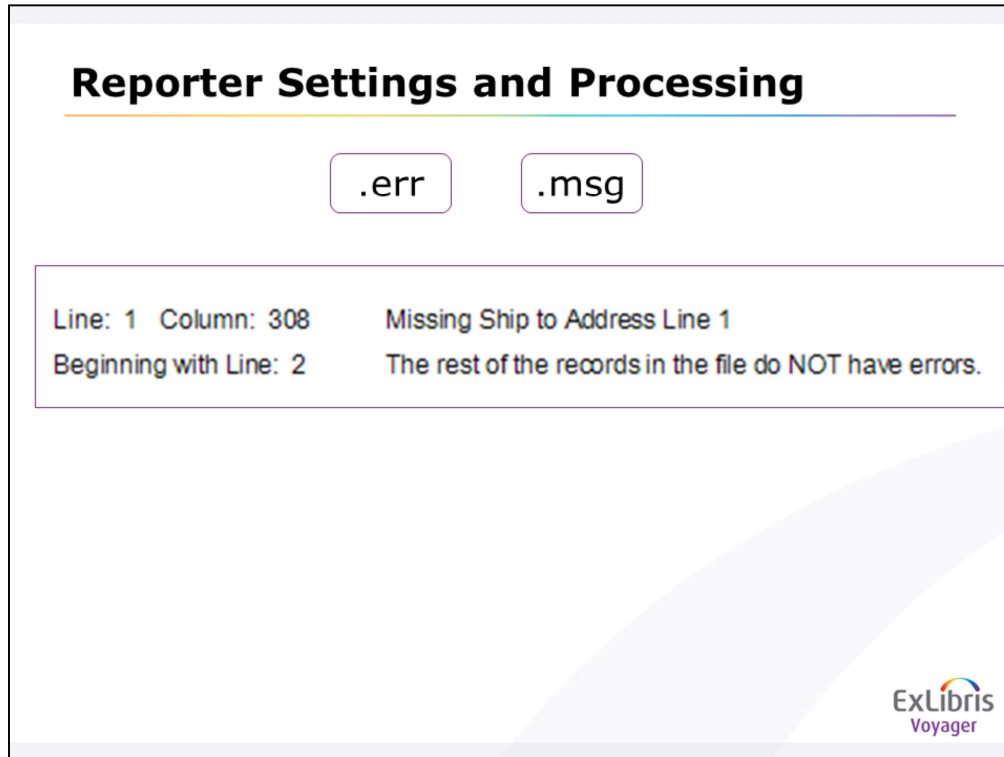 Reporter Settings and Processing
.err .msg
Line: 1 Column: 308 Missing Ship to Address Line 1
Beginning with Line: 2 The rest of the records in the file do NOT have errors.
ExLibris
Voyager